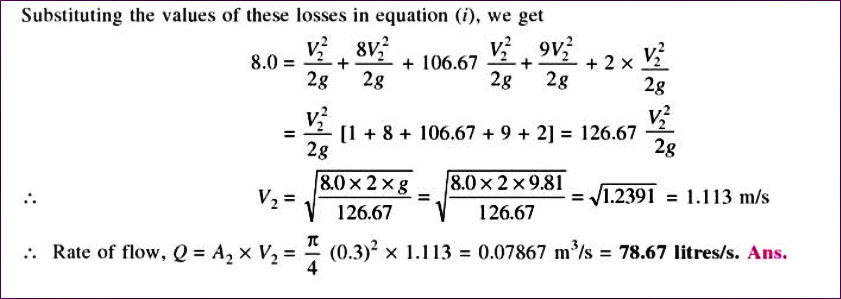 Substituting the values of these losses in equation (i), we get
8.0 = V₂²/2g + 8V₂²/2g + 106.67 V₂²/2g + 9V₂²/2g + 2 × V₂²/2g
= V₂²/2g [1 + 8 + 106.67 + 9 + 2] = 126.67 V₂²/2g
∴ V₂ = √(8.0 × 2 × g/126.67) = √(8.0 × 2 × 9.81/126.67) = √1.2391 = 1.113 m/s
∴ Rate of flow, Q = A₂ × V₂ = π/4 (0.3)² × 1.113 = 0.07867 m³/s = 78.67 litres/s. Ans.